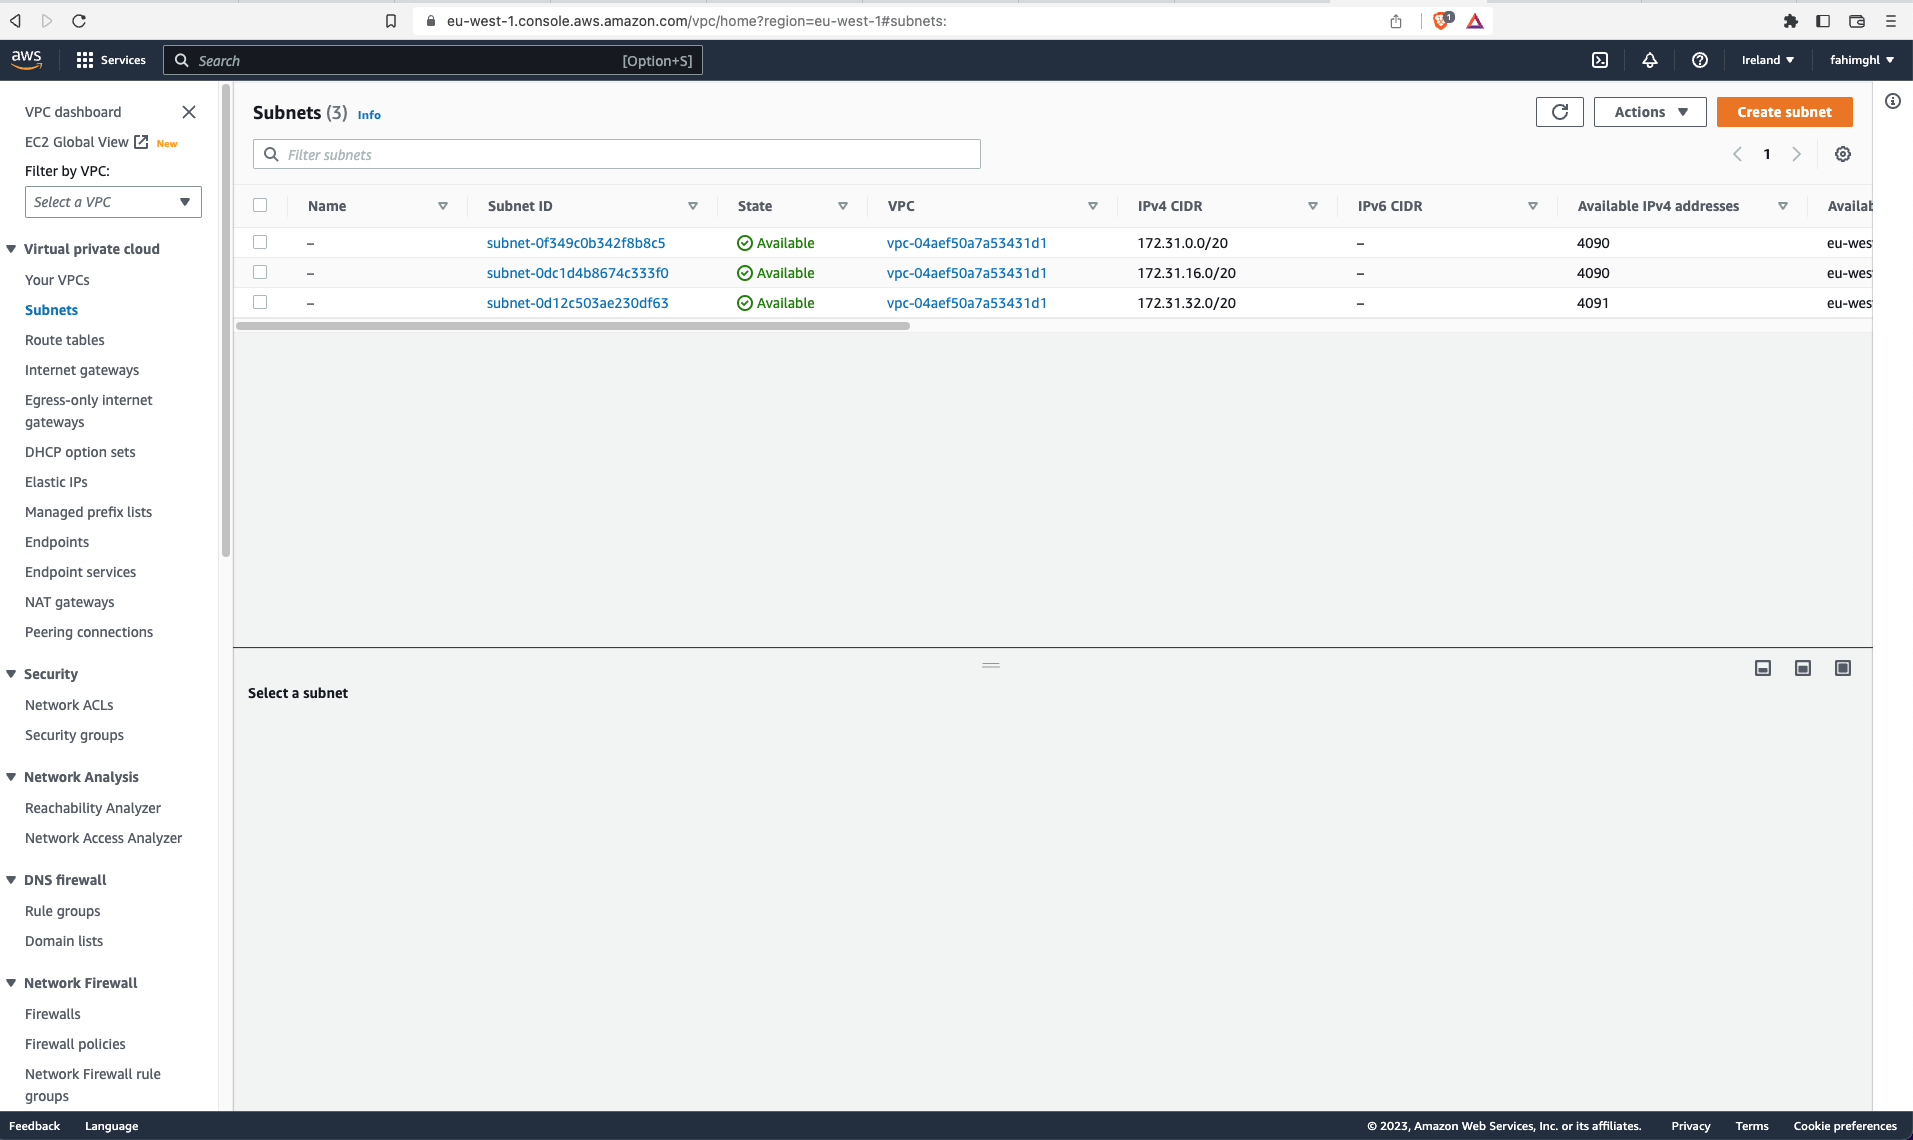 eu-west-1.console.aws.amazon.com/vpc/home?region=eu-west-1#subnets:
1
aws
Services
Search
[Option+S]
Ireland
fahimghl
VPC dashboard
EC2 Global View New
Filter by VPC:
Select a VPC
Virtual private cloud
Your VPCs
Subnets
Route tables
Internet gateways
Egress-only internet
gateways
DHCP option sets
Elastic IPs
Managed prefix lists
Endpoints
Endpoint services
NAT gateways
Peering connections
Security
Network ACLs
Security groups
Network Analysis
Reachability Analyzer
Network Access Analyzer
DNS firewall
Rule groups
Domain lists
Network Firewall
Firewalls
Firewall policies
Network Firewall rule
groups
Subnets (3) Info
Actions
Create subnet
Filter subnets
1
Name Subnet ID State VPC IPv4 CIDR IPv6 CIDR Available IPv4 addresses Availab
– subnet-0f349c0b342f8b8c5 Available vpc-04aef50a7a53431d1 172.31.0.0/20 – 4090 eu-wes
– subnet-0dc1d4b8674c333f0 Available vpc-04aef50a7a53431d1 172.31.16.0/20 – 4090 eu-wes
– subnet-0d12c503ae230df63 Available vpc-04aef50a7a53431d1 172.31.32.0/20 – 4091 eu-wes
Select a subnet
Feedback Language © 2023, Amazon Web Services, Inc. or its affiliates. Privacy Terms Cookie preferences